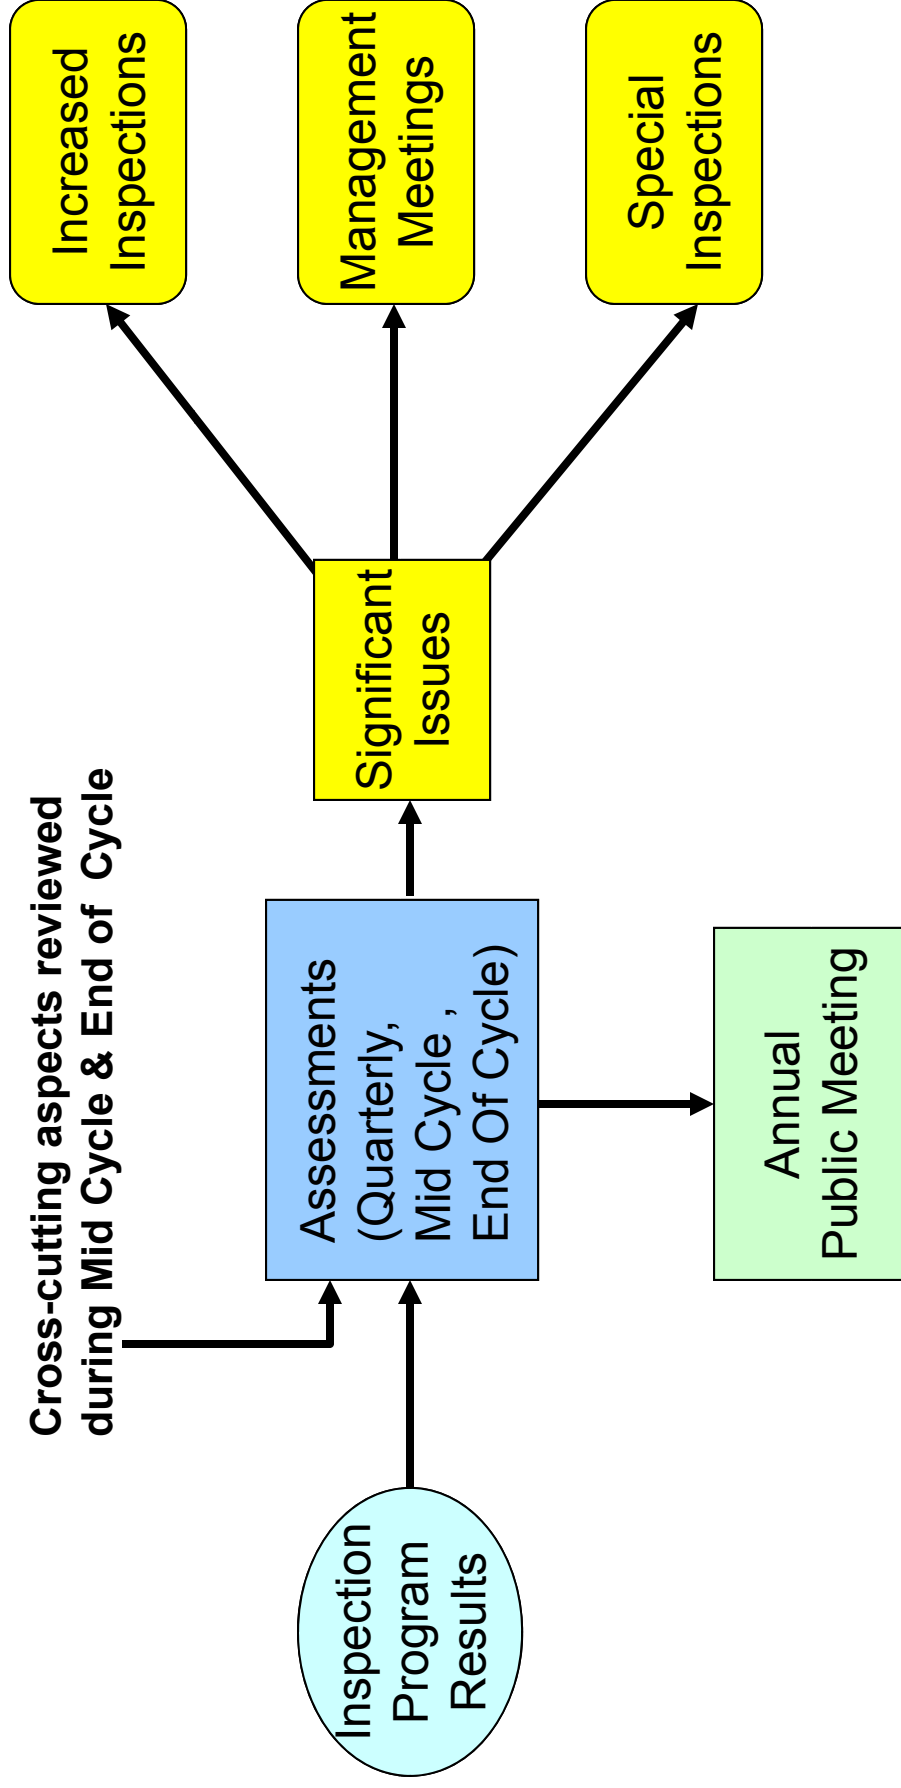 Cross-cutting aspects reviewed
during Mid Cycle & End of Cycle
Inspection
Program
Results
Assessments
(Quarterly,
Mid Cycle ,
End Of Cycle)
Annual
Public Meeting
Significant
Issues
Increased
Inspections
Management
Meetings
Special
Inspections